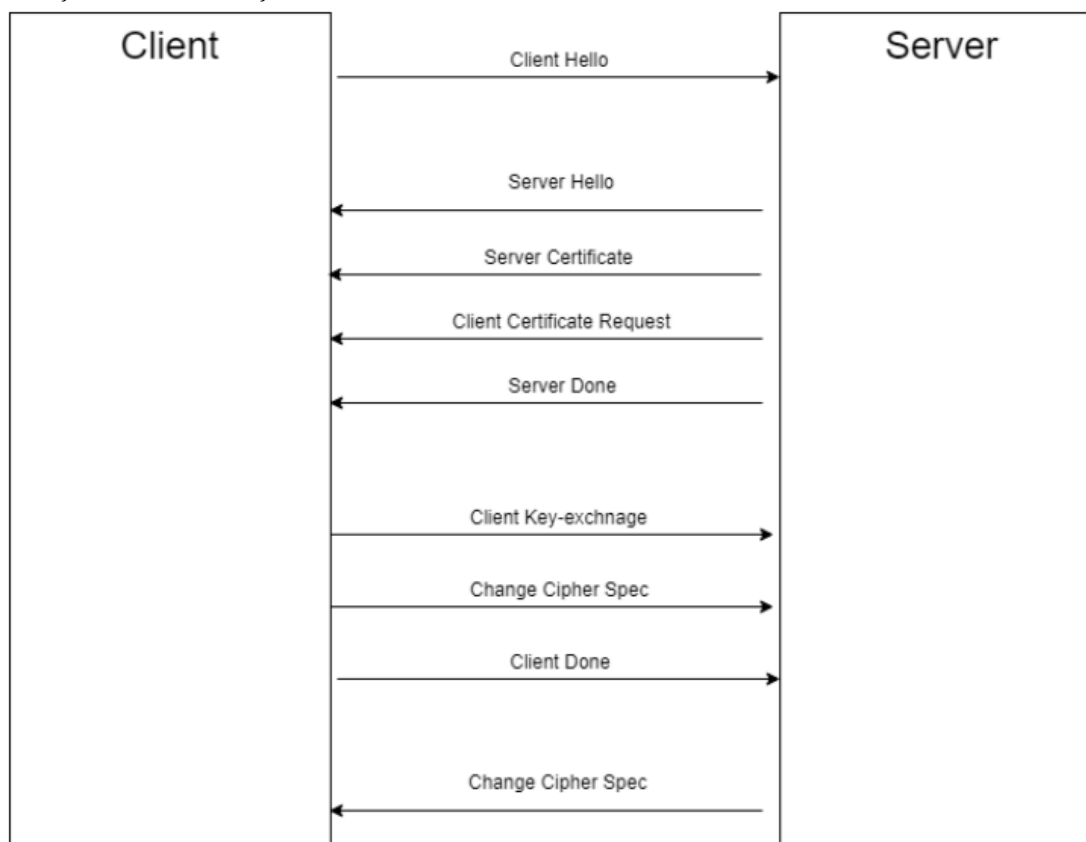 Client
Server
Client Hello
Server Hello
Server Certificate
Client Certificate Request
Server Done
Client Key-exchnage
Change Cipher Spec
Client Done
Change Cipher Spec